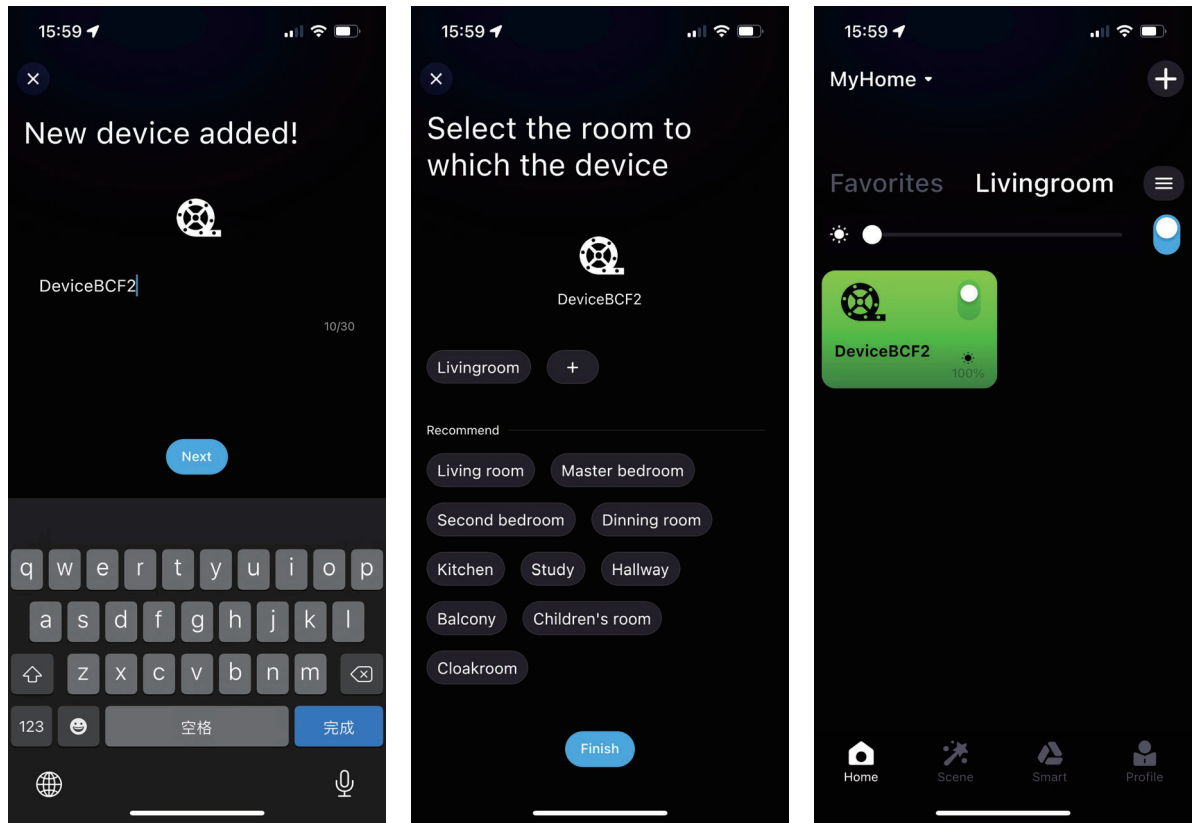 15:59
New device added!
DeviceBCF2
10/30
Next
q w e r t y u i o p
a s d f g h j k l
z x c v b n m
123 空格 完成
15:59
Select the room to
which the device
DeviceBCF2
Livingroom +
Recommend
Living room Master bedroom
Second bedroom Dinning room
Kitchen Study Hallway
Balcony Children's room
Cloakroom
Finish
15:59
MyHome
Favorites Livingroom
DeviceBCF2
100%
Home Scene Smart Profile